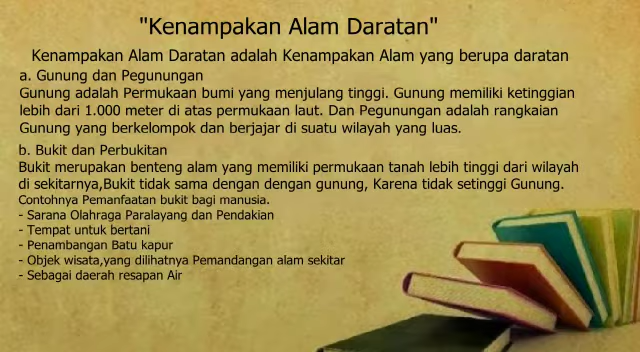 "Kenampakan Alam Daratan"
Kenampakan Alam Daratan adalah Kenampakan Alam yang berupa daratan
a. Gunung dan Pegunungan
Gunung adalah Permukaan bumi yang menjulang tinggi. Gunung memiliki ketinggian
lebih dari 1.000 meter di atas permukaan laut. Dan Pegunungan adalah rangkaian
Gunung yang berkelompok dan berjajar di suatu wilayah yang luas.
b. Bukit dan Perbukitan
Bukit merupakan benteng alam yang memiliki permukaan tanah lebih tinggi dari wilayah
di sekitarnya,Bukit tidak sama dengan dengan gunung, Karena tidak setinggi Gunung.
Contohnya Pemanfaatan bukit bagi manusia.
- Sarana Olahraga Paralayang dan Pendakian
- Tempat untuk bertani
- Penambangan Batu kapur
- Objek wisata,yang dilihatnya Pemandangan alam sekitar
- Sebagai daerah resapan Air